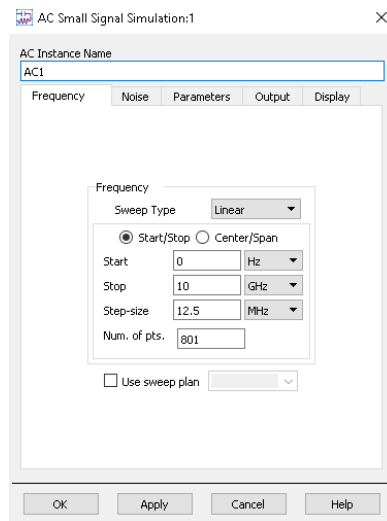 AC Small Signal Simulation:1
AC Instance Name
AC1
Frequency Noise Parameters Output Display
Frequency
Sweep Type Linear
Start/Stop Center/Span
Start 0 Hz
Stop 10 GHz
Step-size 12.5 MHz
Num. of pts. 801
Use sweep plan
OK Apply Cancel Help